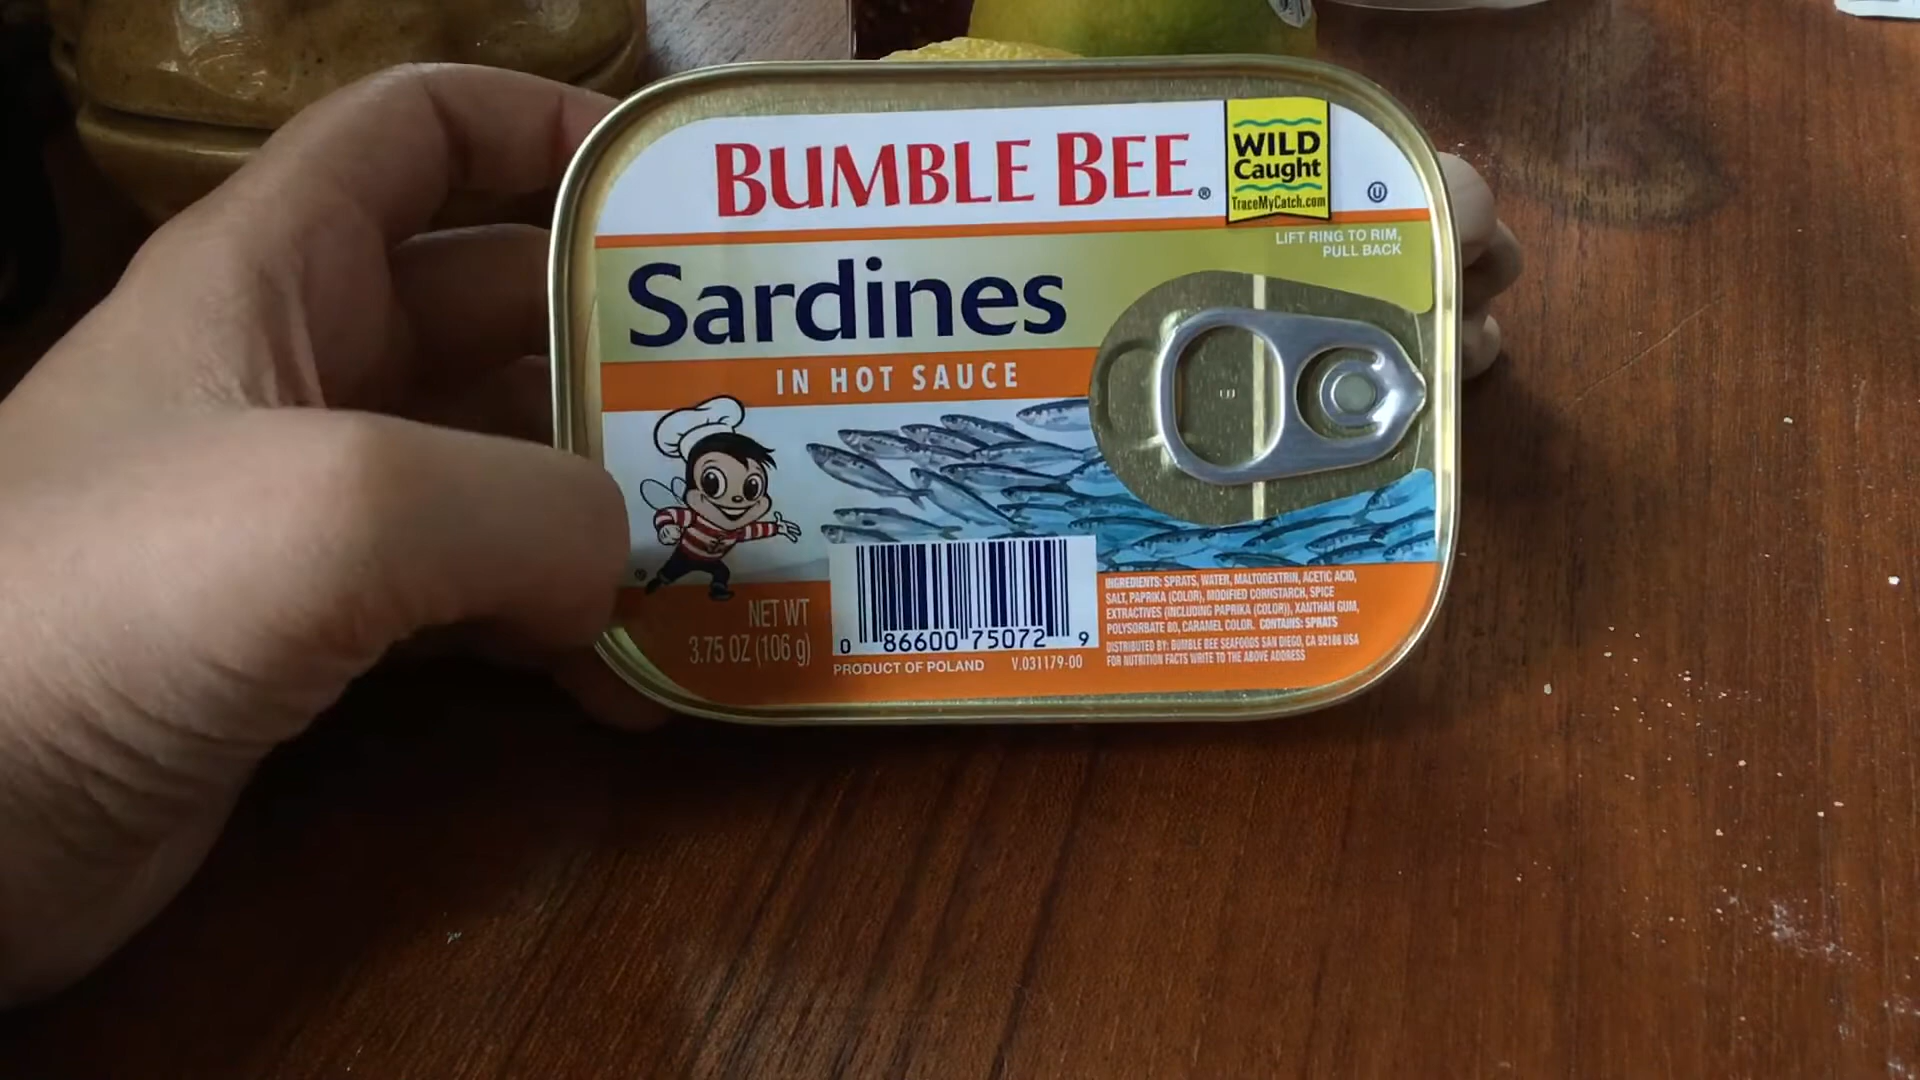 BUMBLE BEE®
WILD
Caught
TraceMyCatch.com
U
LIFT RING TO RIM,
PULL BACK
Sardines
IN HOT SAUCE
®
NET WT
3.75 OZ (106 g)
0 86600 75072 9
PRODUCT OF POLAND V.031179-00
INGREDIENTS: SPRATS, WATER, MALTODEXTRIN, ACETIC ACID,
SALT, PAPRIKA (COLOR), MODIFIED CORNSTARCH, SPICE
EXTRACTIVES (INCLUDING PAPRIKA (COLOR)), XANTHAN GUM,
POLYSORBATE 80, CARAMEL COLOR. CONTAINS: SPRATS
DISTRIBUTED BY: BUMBLE BEE SEAFOODS SAN DIEGO, CA 92186 USA
FOR NUTRITION FACTS WRITE TO THE ABOVE ADDRESS